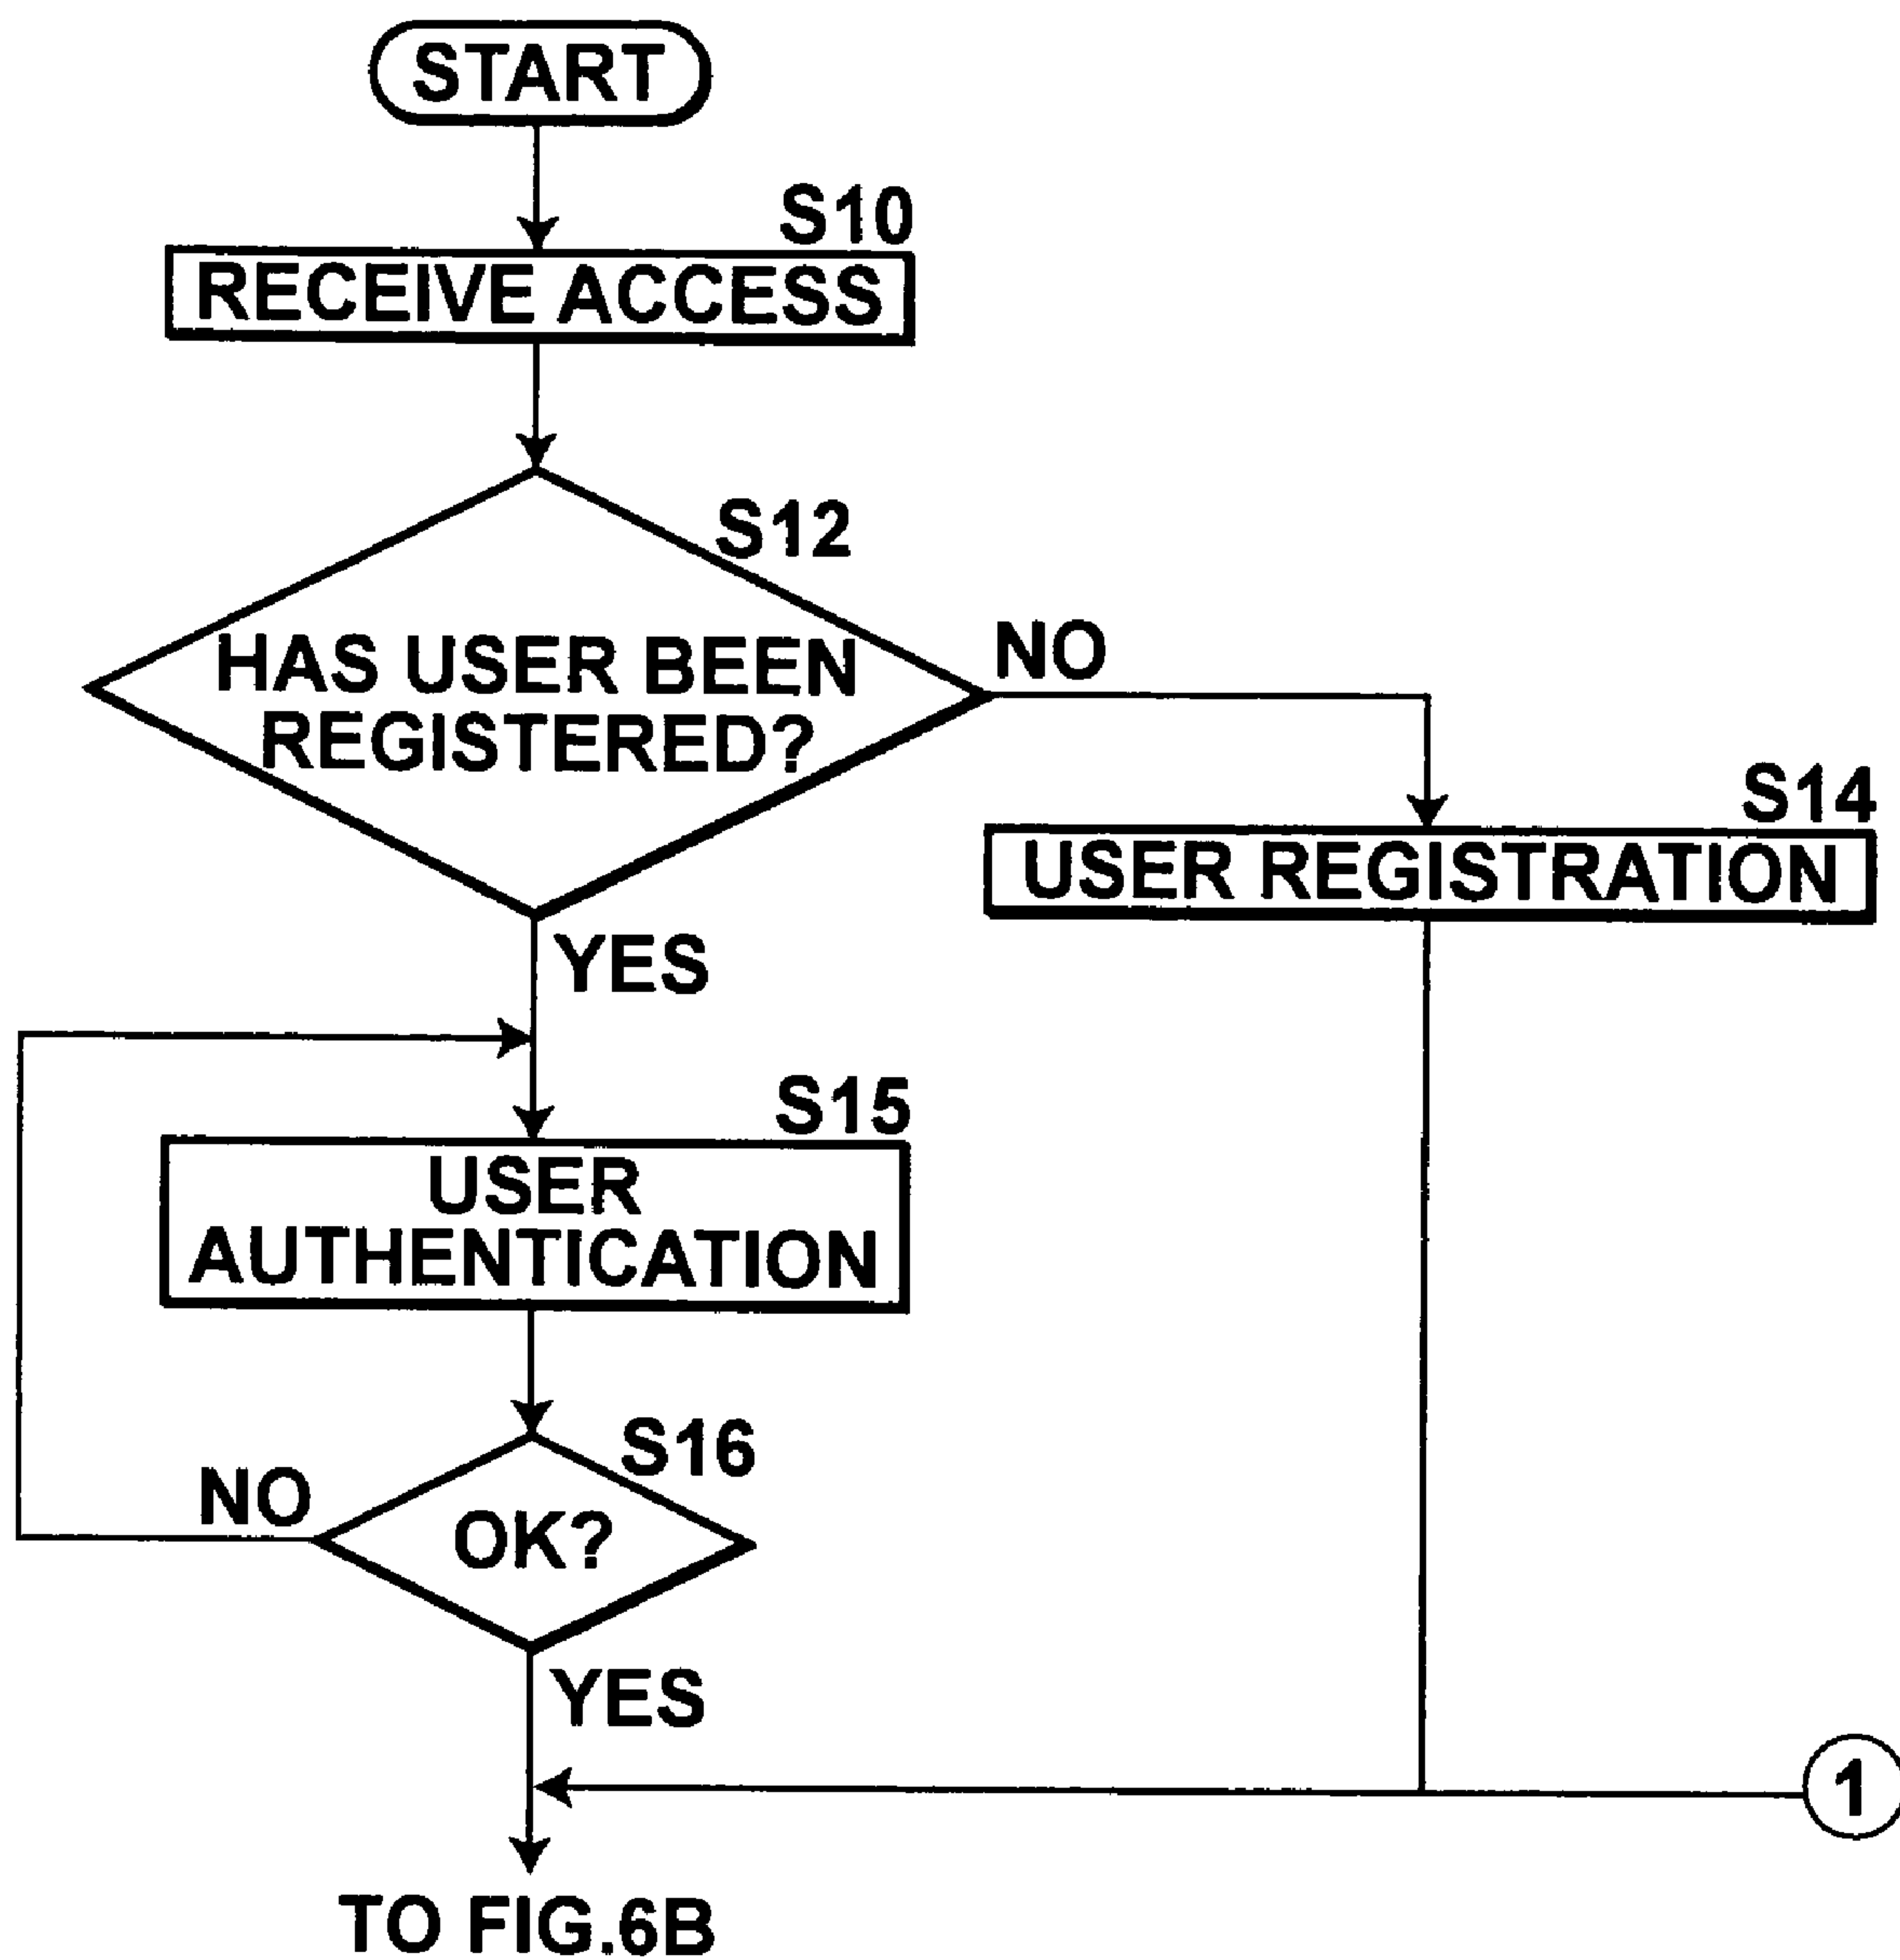 START
S10
RECEIVE ACCESS
S12
HAS USER BEEN
REGISTERED?
NO
S14
USER REGISTRATION
YES
S15
USER
AUTHENTICATION
S16
NO
OK?
YES
1
TO FIG.6B